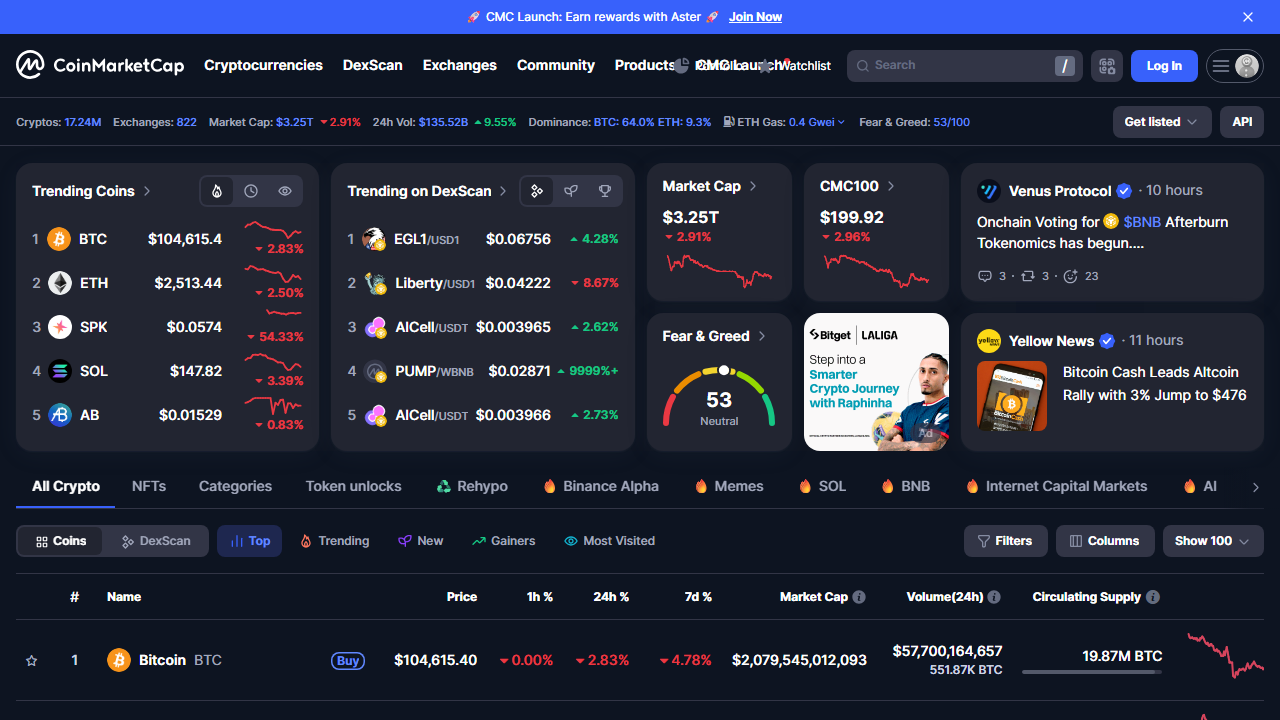 🚀 CMC Launch: Earn rewards with Aster 🚀 Join Now
CoinMarketCap Cryptocurrencies DexScan Exchanges Community Products Portfolio CMC Launch Watchlist Search / Log In
Cryptos: 17.24M Exchanges: 822 Market Cap: $3.25T 2.91% 24h Vol: $135.52B 9.55% Dominance: BTC: 64.0% ETH: 9.3% ETH Gas: 0.4 Gwei Fear & Greed: 53/100 Get listed API
Trending Coins
1 BTC $104,615.4 2.83%
2 ETH $2,513.44 2.50%
3 SPK $0.0574 54.33%
4 SOL $147.82 3.39%
5 AB $0.01529 0.83%
Trending on DexScan
1 EGL1/USD1 $0.06756 4.28%
2 Liberty/USD1 $0.04222 8.67%
3 AICell/USDT $0.003965 2.62%
4 PUMP/WBNB $0.02871 9999%+
5 AICell/USDT $0.003966 2.73%
Market Cap
$3.25T
2.91%
CMC100
$199.92
2.96%
Fear & Greed
53
Neutral
Bitget LALIGA
Step into a
Smarter
Crypto Journey
with Raphinha
Ad
Venus Protocol · 10 hours
Onchain Voting for $BNB Afterburn
Tokenomics has begun....
3 · 3 · 23
Yellow News · 11 hours
Bitcoin Cash Leads Altcoin
Rally with 3% Jump to $476
All Crypto NFTs Categories Token unlocks Rehypo Binance Alpha Memes SOL BNB Internet Capital Markets AI
Coins DexScan Top Trending New Gainers Most Visited Filters Columns Show 100
# Name Price 1h % 24h % 7d % Market Cap Volume(24h) Circulating Supply
1 Bitcoin BTC Buy $104,615.40 0.00% 2.83% 4.78% $2,079,545,012,093 $57,700,164,657 19.87M BTC
551.87K BTC